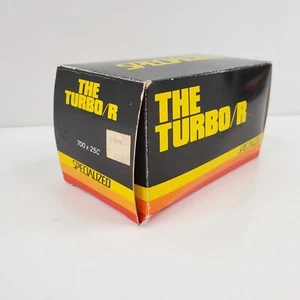 SPECIALIZED
THE
TURBO/R
700 x 25C
SPECIALIZED
THE
TURBO/R
SPECIALIZED